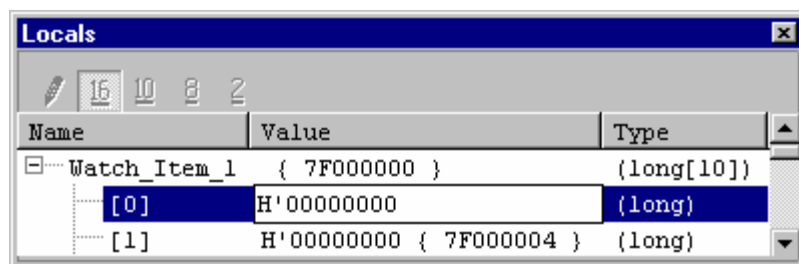 Locals
16 10 8 2
Name Value Type
Watch_Item_1 { 7F000000 } (long[10])
[0] H'00000000 (long)
[1] H'00000000 { 7F000004 } (long)